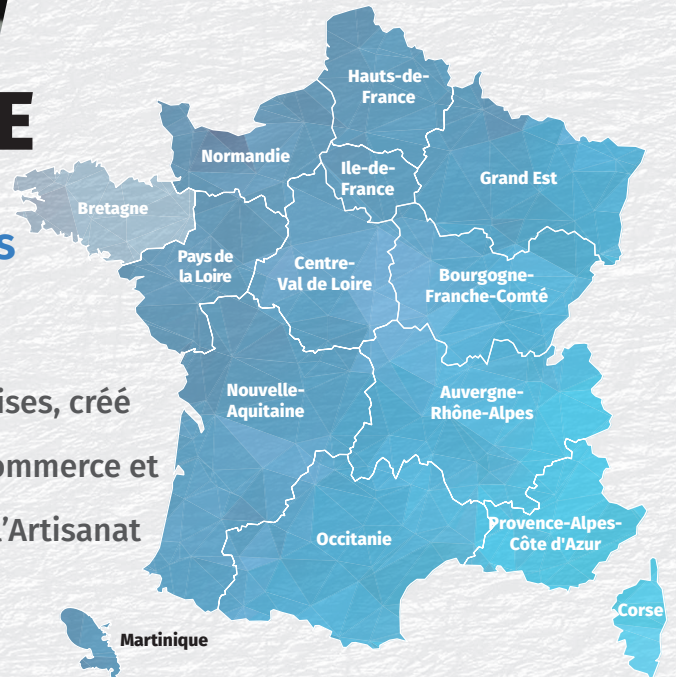 E
s
ises, créé
ommerce et
l'Artisanat
Hauts-de-
France
Normandie
Ile-de-
France
Grand Est
Bretagne
Pays de
la Loire
Centre-
Val de Loire
Bourgogne-
Franche-Comté
Nouvelle-
Aquitaine
Auvergne-
Rhône-Alpes
Occitanie
Provence-Alpes-
Côte d'Azur
Corse
Martinique